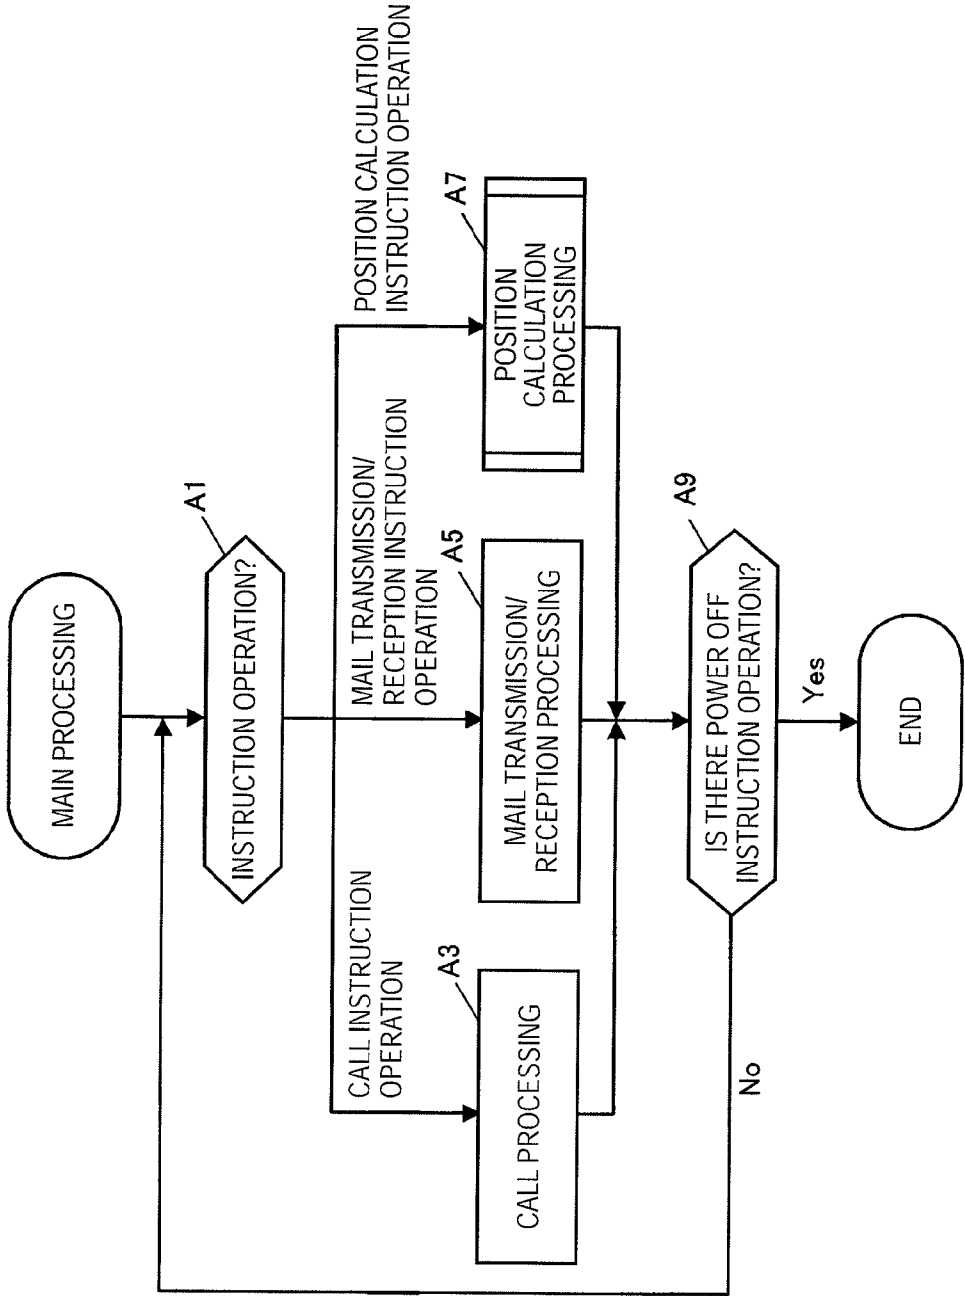 MAIN PROCESSING
A1
INSTRUCTION OPERATION?
CALL INSTRUCTION
OPERATION
MAIL TRANSMISSION/
RECEPTION INSTRUCTION
OPERATION
POSITION CALCULATION
INSTRUCTION OPERATION
A3
CALL PROCESSING
A5
MAIL TRANSMISSION/
RECEPTION PROCESSING
A7
POSITION
CALCULATION
PROCESSING
A9
IS THERE POWER OFF
INSTRUCTION OPERATION?
No
Yes
END